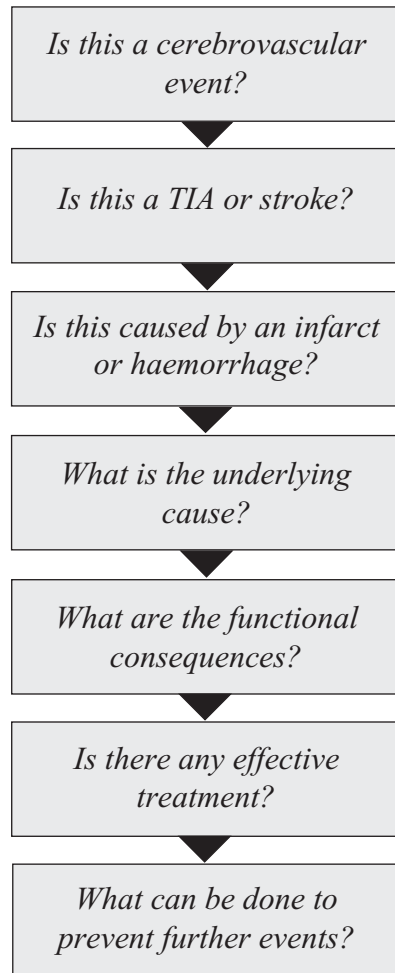 Is this a cerebrovascular
event?
Is this a TIA or stroke?
Is this caused by an infarct
or haemorrhage?
What is the underlying
cause?
What are the functional
consequences?
Is there any effective
treatment?
What can be done to
prevent further events?